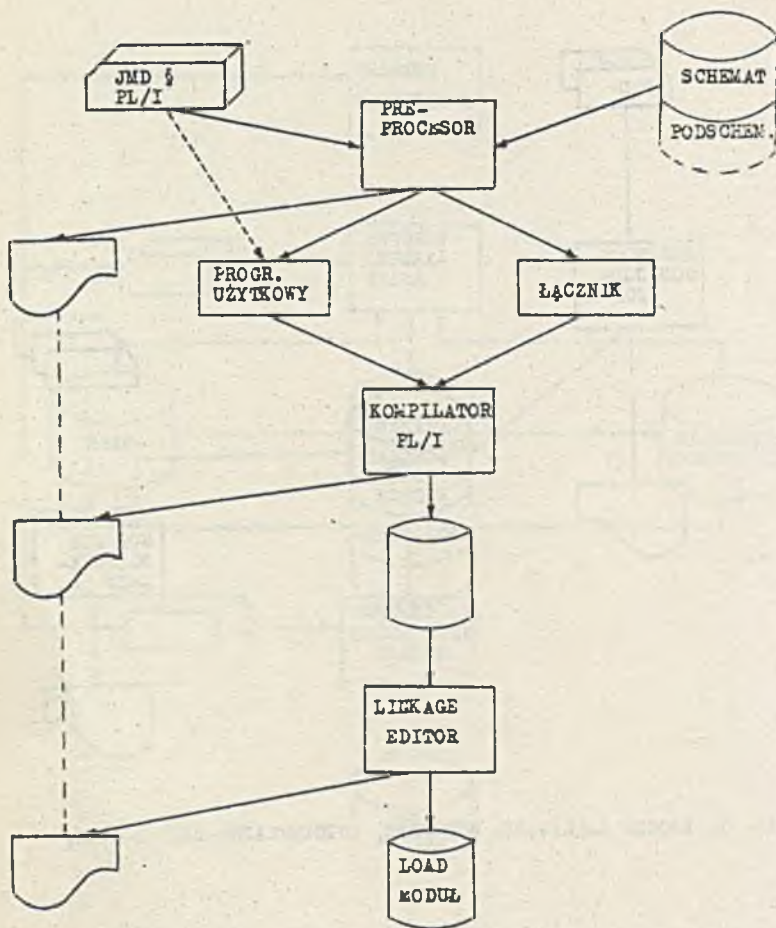 JMD §
PL/I
PRE-
PROCESOR
SCHEMAT
PODSCHEM.
PROGR.
UŻYTKOWY
ŁĄCZNIK
KOMPILATOR
PL/I
LINKAGE
EDITOR
LOAD
MODUŁ